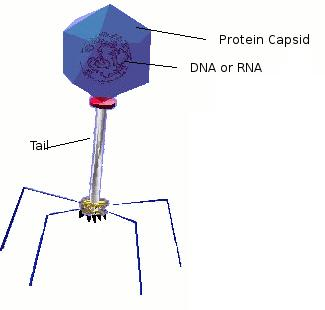 Protein Capsid
DNA or RNA
Tail